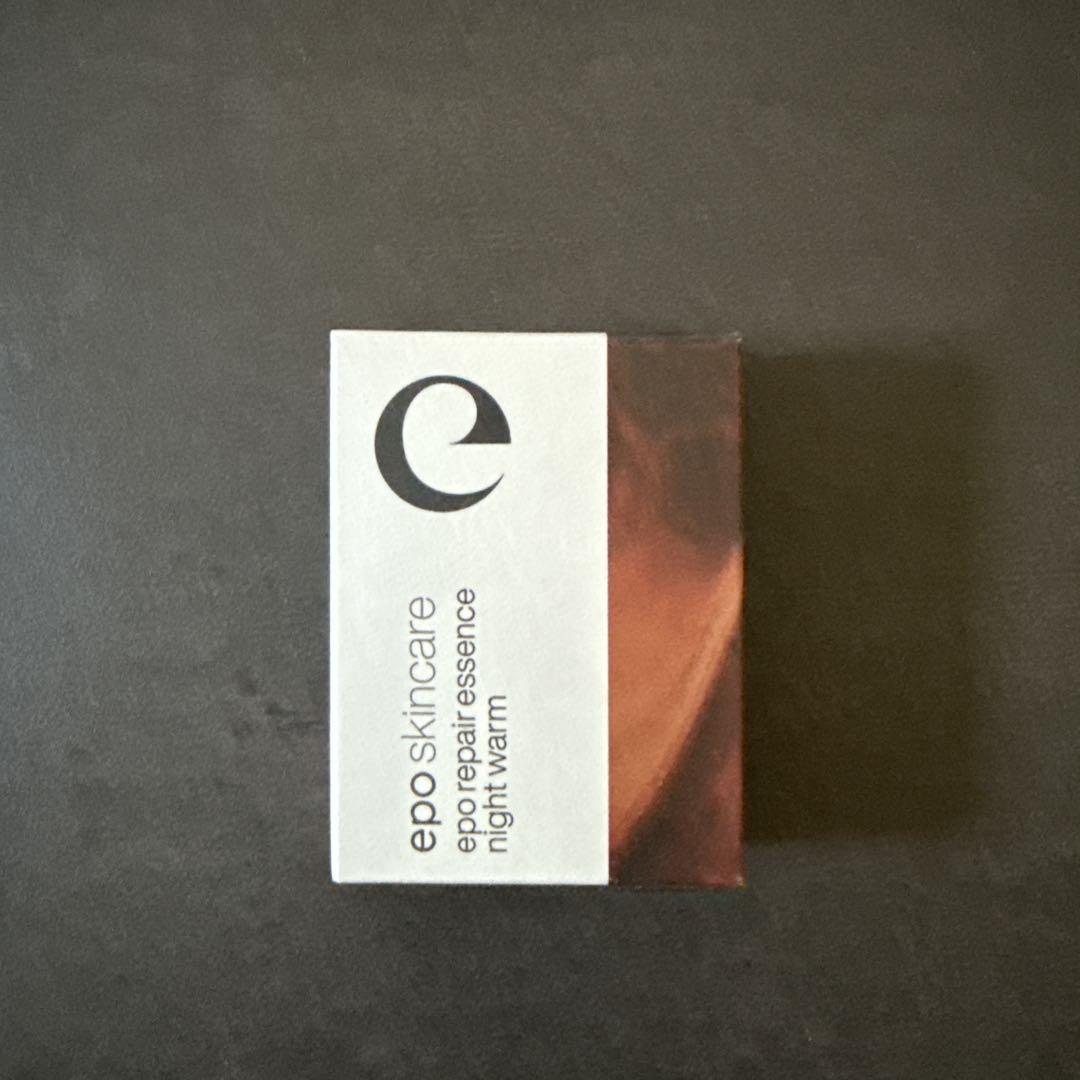 e
epo skincare
epo repair essence
night warm